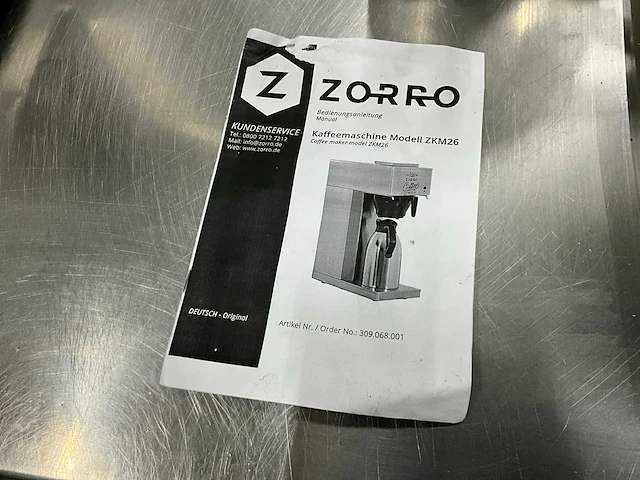 Z ZORRO
Bedienungsanleitung
Manual
KUNDENSERVICE
Tel.: 0800 7212 7212
Mail: info@zorro.de
Web: www.zorro.de
Kaffeemaschine Modell ZKM26
Coffee maker model ZKM26
ZORRO
DEUTSCH - Original
Artikel Nr. / Order No.: 309.068.001